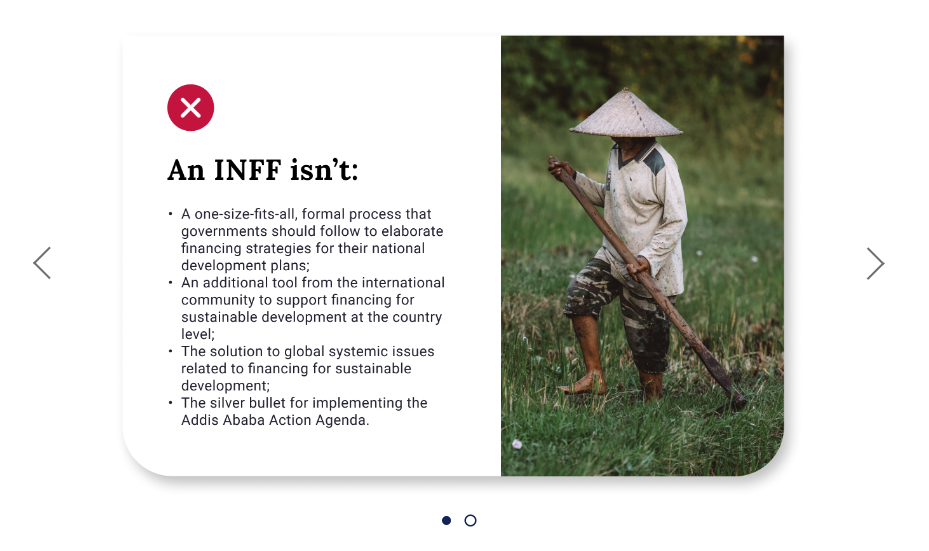 An INFF isn’t:
• A one-size-fits-all, formal process that
governments should follow to elaborate
financing strategies for their national
development plans;
• An additional tool from the international
community to support financing for
sustainable development at the country
level;
• The solution to global systemic issues
related to financing for sustainable
development;
• The silver bullet for implementing the
Addis Ababa Action Agenda.